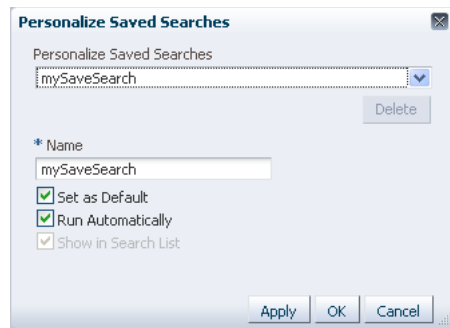 Personalize Saved Searches
Personalize Saved Searches
mySaveSearch
Delete
* Name
mySaveSearch
Set as Default
Run Automatically
Show in Search List
Apply OK Cancel